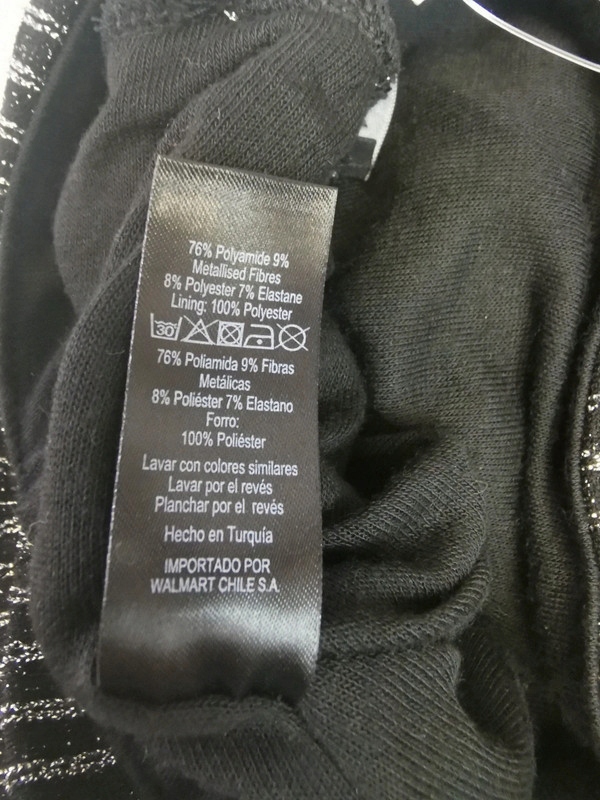 76% Polyamide 9%
Metallised Fibres
8% Polyester 7% Elastane
Lining: 100% Polyester
30°
76% Poliamida 9% Fibras
Metálicas
8% Poliéster 7% Elastano
Forro:
100% Poliéster
Lavar con colores similares
Lavar por el revés
Planchar por el revés
Hecho en Turquía
IMPORTADO POR
WALMART CHILE S.A.